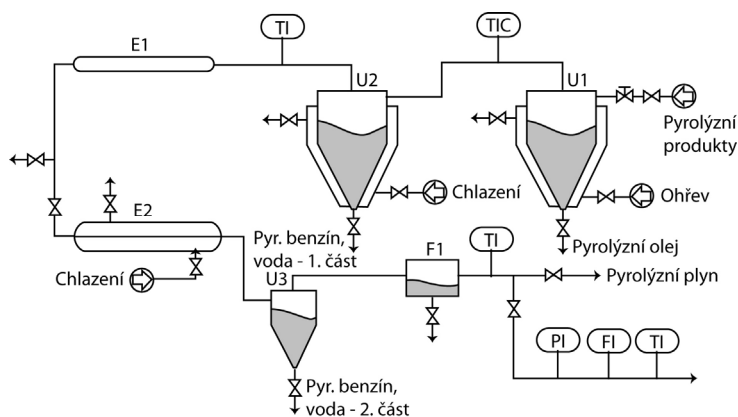 TI
TIC
E1
U2
U1
Pyrolýzní
produkty
E2
Chlazení
Ohřev
Pyr. benzín,
voda - 1. část
F1
TI
Pyrolýzní olej
Chlazení
U3
Pyrolýzní plyn
PI
FI
TI
Pyr. benzín,
voda - 2. část